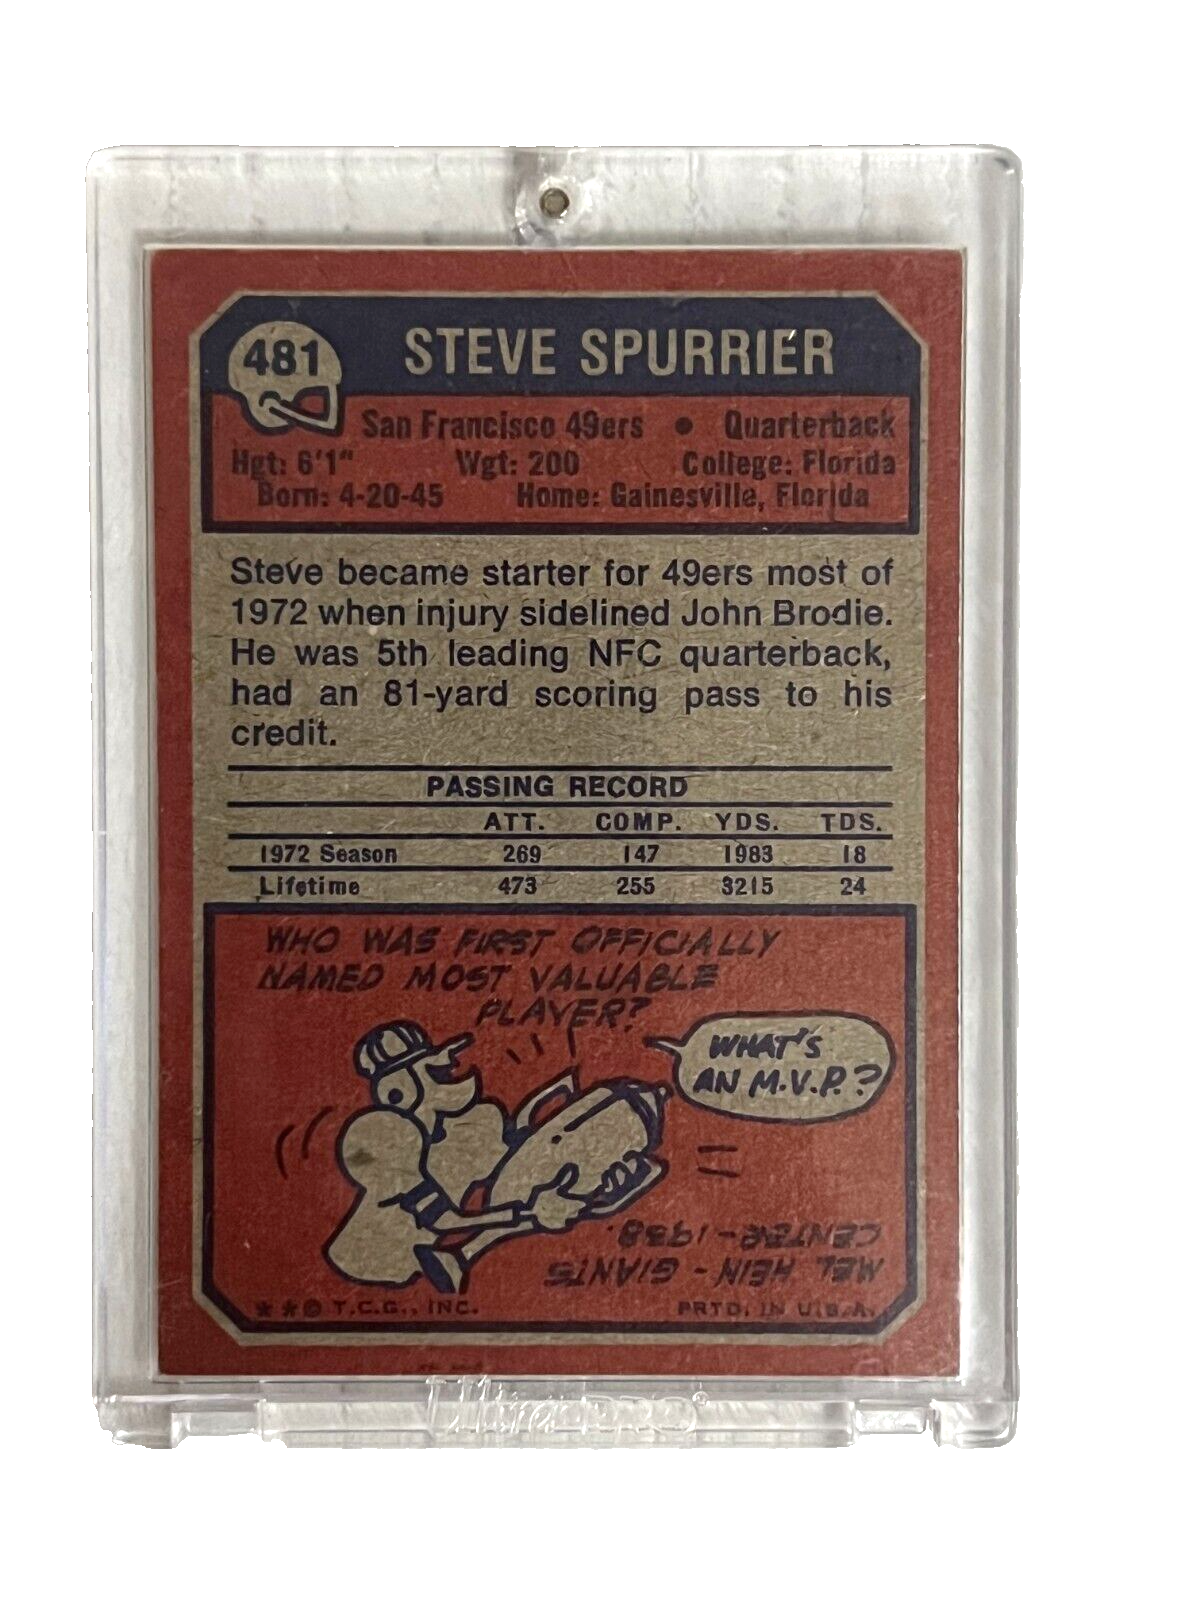 481
STEVE SPURRIER
San Francisco 49ers • Quarterback
Hgt: 6'1" Wgt: 200 College: Florida
Born: 4-20-45 Home: Gainesville, Florida
Steve became starter for 49ers most of
1972 when injury sidelined John Brodie.
He was 5th leading NFC quarterback,
had an 81-yard scoring pass to his
credit.
PASSING RECORD
ATT. COMP. YDS. TDS.
1972 Season 269 147 1983 18
Lifetime 473 255 3215 24
WHO WAS FIRST OFFICIALLY
NAMED MOST VALUABLE
PLAYER?
WHAT'S
AN M.V.P.?
MEL HEIN - GIANTS
CENTER - 1938.
* * © T.C.G., INC. PRTD. IN U.S.A.
Ultra-PRO®